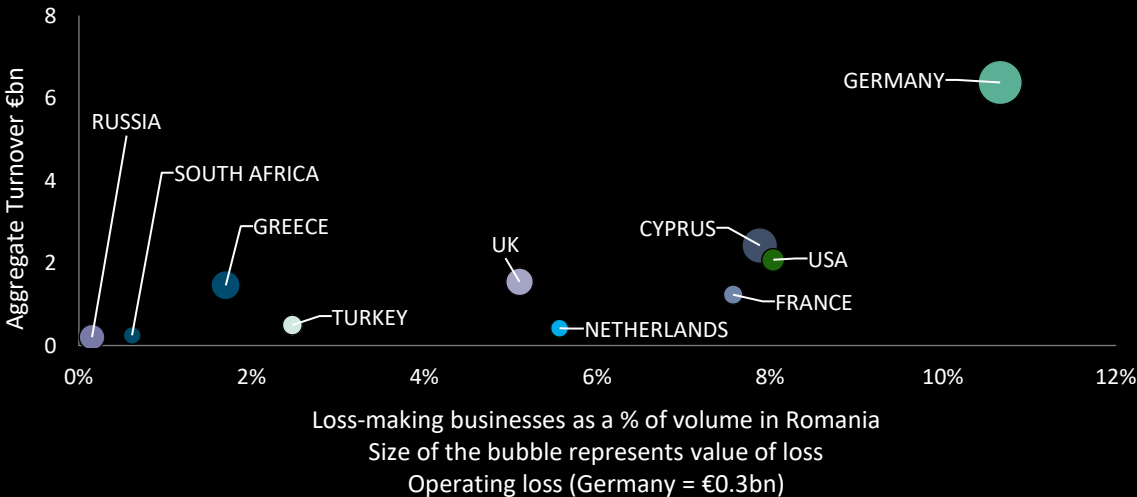 Aggregate Turnover €bn
8
6
4
2
0
GERMANY
RUSSIA
SOUTH AFRICA
GREECE
CYPRUS
UK
USA
FRANCE
TURKEY
NETHERLANDS
0%
2%
4%
6%
8%
10%
12%
Loss-making businesses as a % of volume in Romania
Size of the bubble represents value of loss
Operating loss (Germany = €0.3bn)